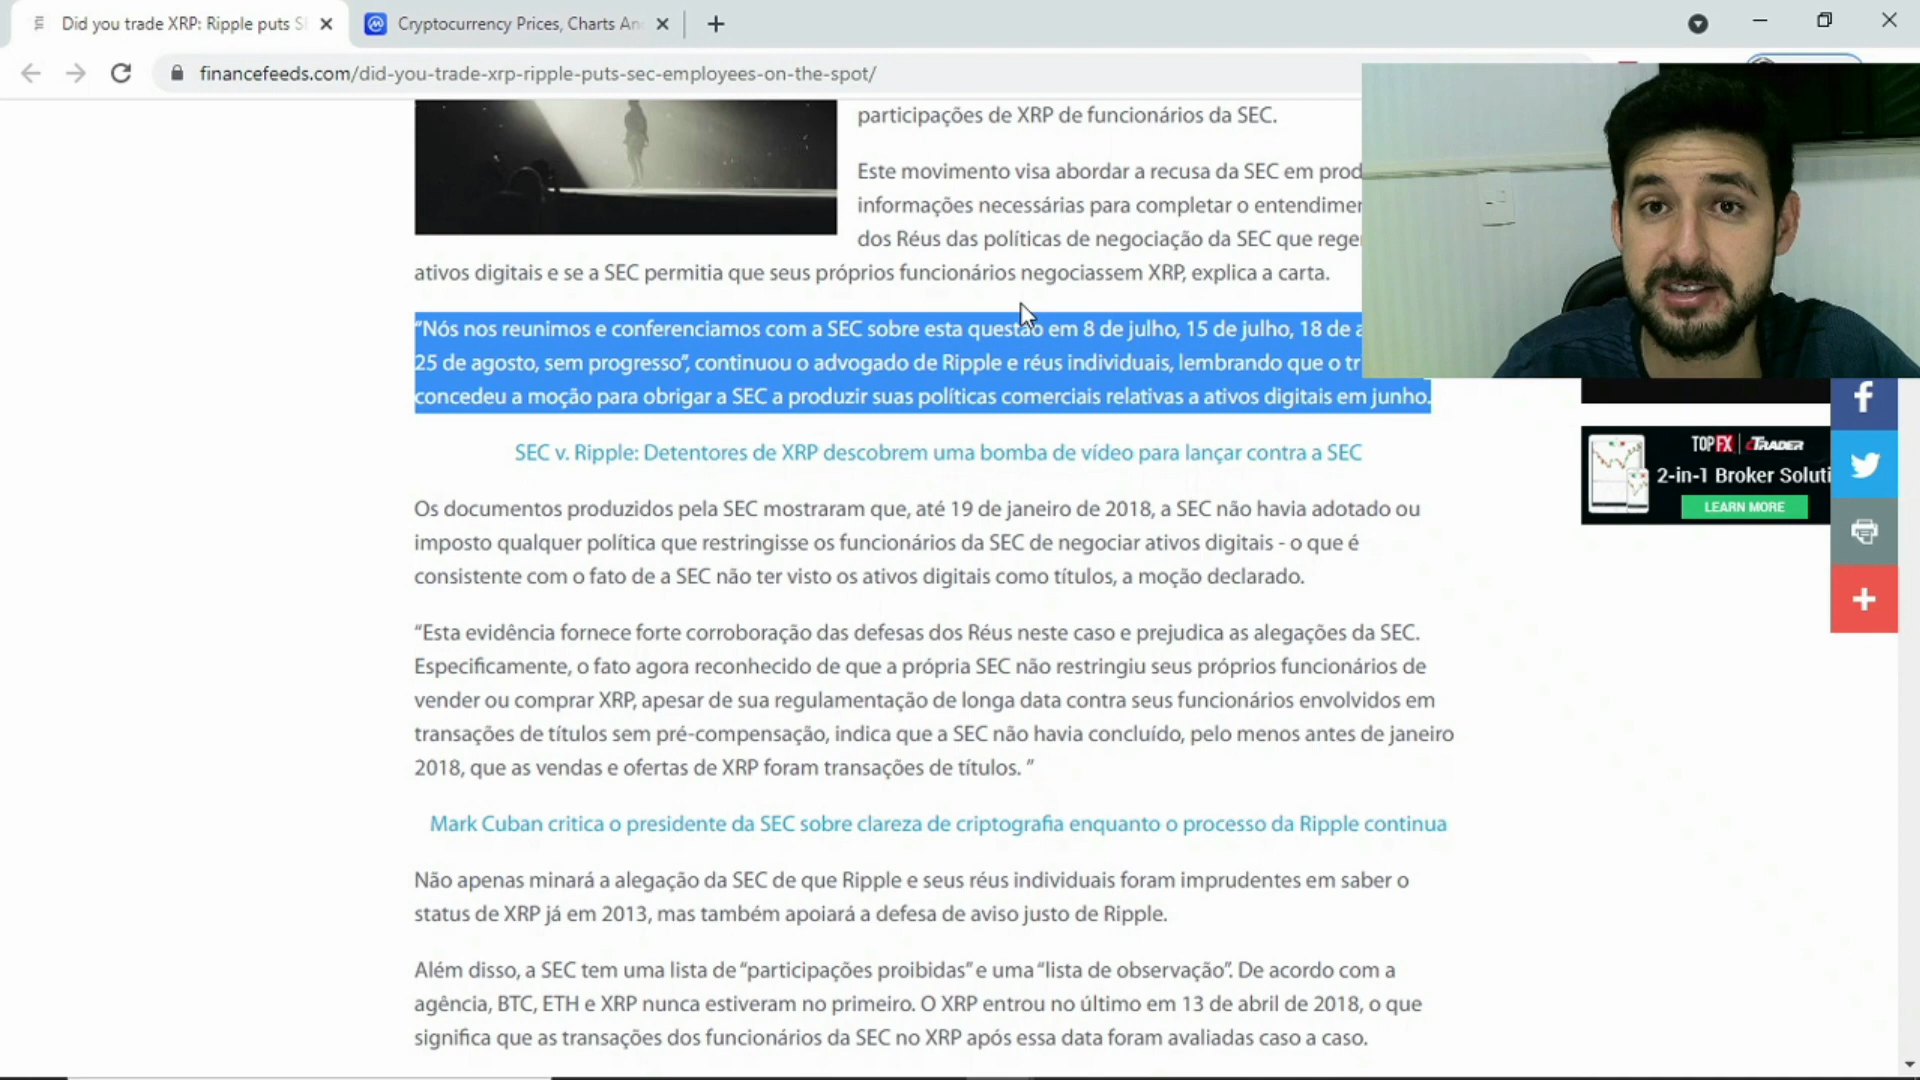 Did you trade XRP: Ripple puts
Cryptocurrency Prices, Charts An
financefeeds.com/did-you-trade-xrp-ripple-puts-sec-employees-on-the-spot/
participações de XRP de funcionários da SEC.
Este movimento visa abordar a recusa da SEC em prod
informações necessárias para completar o entendimen
dos Réus das políticas de negociação da SEC que rege
ativos digitais e se a SEC permitia que seus próprios funcionários negociassem XRP, explica a carta.
“Nós nos reunimos e conferenciamos com a SEC sobre esta questão em 8 de julho, 15 de julho, 18 de a
25 de agosto, sem progresso”, continuou o advogado de Ripple e réus individuais, lembrando que o tr
concedeu a moção para obrigar a SEC a produzir suas políticas comerciais relativas a ativos digitais em junho.
SEC v. Ripple: Detentores de XRP descobrem uma bomba de vídeo para lançar contra a SEC
Os documentos produzidos pela SEC mostraram que, até 19 de janeiro de 2018, a SEC não havia adotado ou
imposto qualquer política que restringisse os funcionários da SEC de negociar ativos digitais - o que é
consistente com o fato de a SEC não ter visto os ativos digitais como títulos, a moção declarado.
“Esta evidência fornece forte corroboração das defesas dos Réus neste caso e prejudica as alegações da SEC.
Especificamente, o fato agora reconhecido de que a própria SEC não restringiu seus próprios funcionários de
vender ou comprar XRP, apesar de sua regulamentação de longa data contra seus funcionários envolvidos em
transações de títulos sem pré-compensação, indica que a SEC não havia concluído, pelo menos antes de janeiro
2018, que as vendas e ofertas de XRP foram transações de títulos. ”
Mark Cuban critica o presidente da SEC sobre clareza de criptografia enquanto o processo da Ripple continua
Não apenas minará a alegação da SEC de que Ripple e seus réus individuais foram imprudentes em saber o
status de XRP já em 2013, mas também apoiará a defesa de aviso justo de Ripple.
Além disso, a SEC tem uma lista de “participações proibidas” e uma “lista de observação”. De acordo com a
agência, BTC, ETH e XRP nunca estiveram no primeiro. O XRP entrou no último em 13 de abril de 2018, o que
significa que as transações dos funcionários da SEC no XRP após essa data foram avaliadas caso a caso.
TOPFX cTRADER
2-in-1 Broker Soluti
LEARN MORE